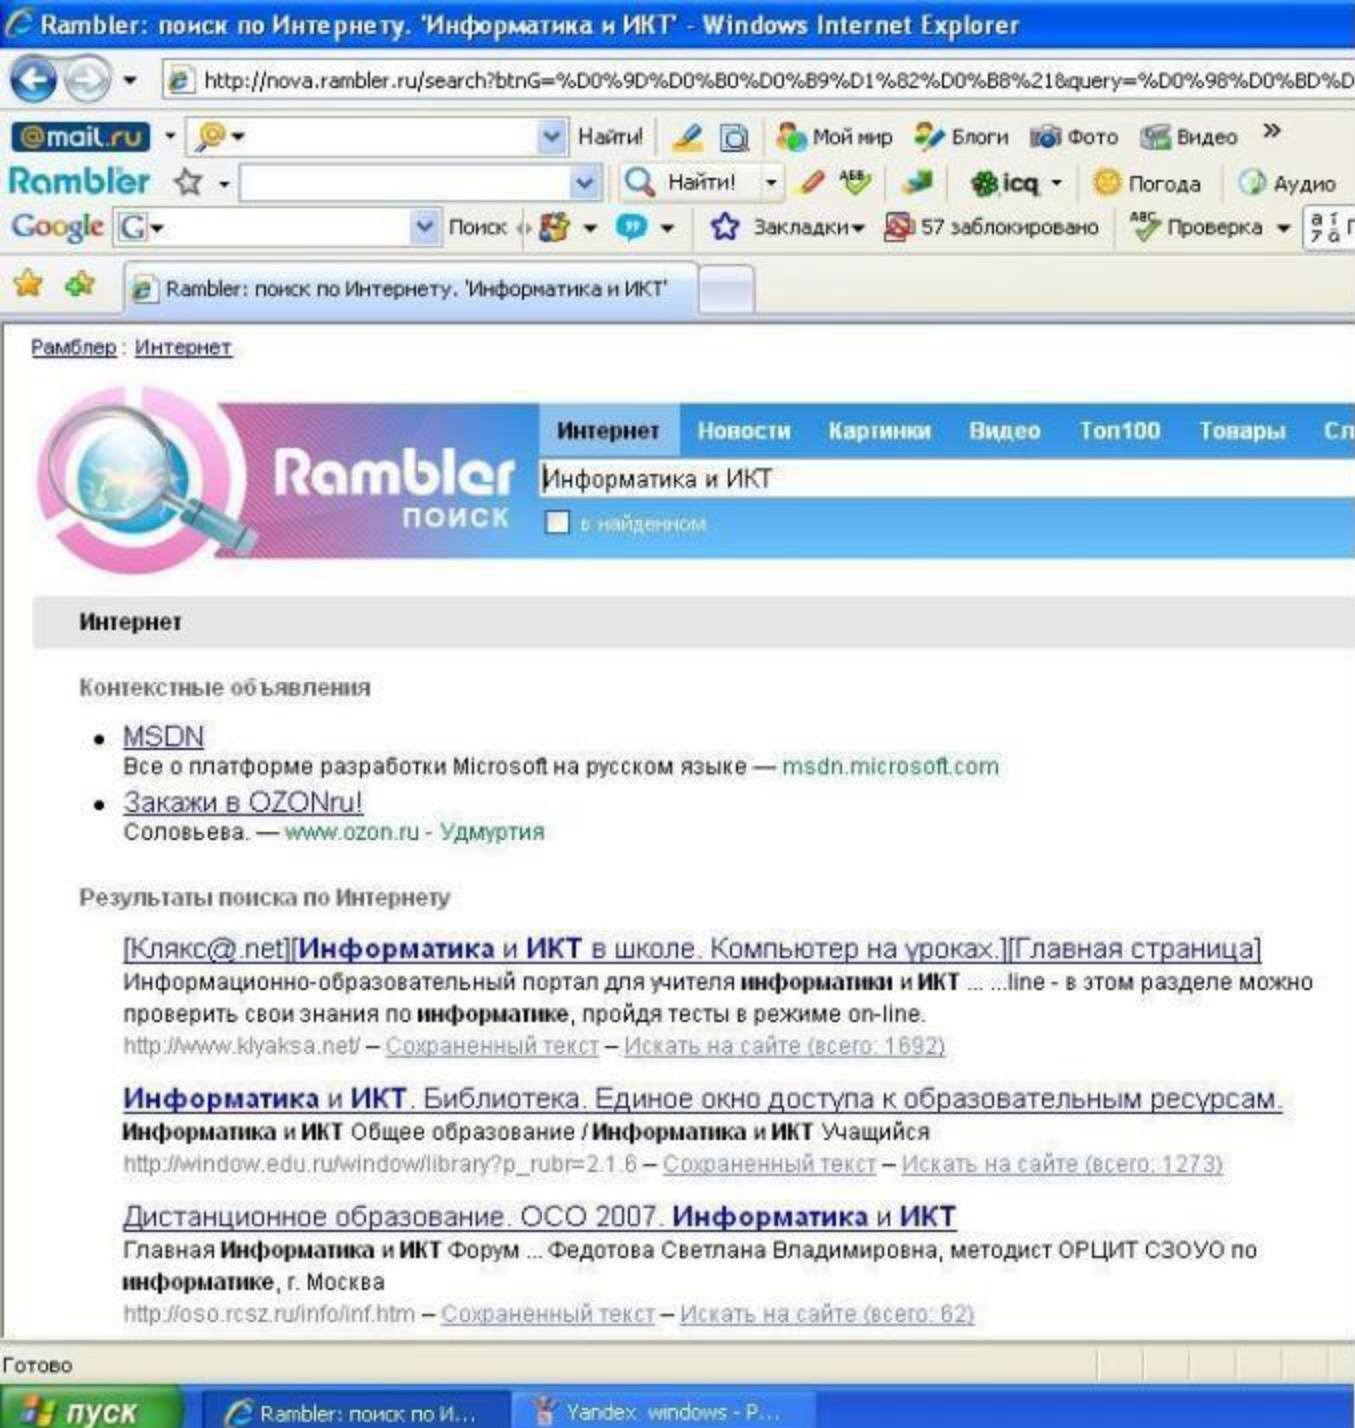 Rambler: поиск по Интернету. 'Информатика и ИКТ' - Windows Internet Explorer
http://nova.rambler.ru/search?btnG=%D0%9D%D0%B0%D0%B9%D1%82%D0%B8%21&query=%D0%98%D0%BD%D
@mail.ru Найти! Мой мир Блоги Фото Видео »
Rambler Найти! АБВ icq Погода Аудио
Google G Поиск Закладки 57 заблокировано ABC Проверка
Rambler: поиск по Интернету. 'Информатика и ИКТ'
Рамблер : Интернет
Интернет Новости Картинки Видео Топ100 Товары Сл
Rambler
Информатика и ИКТ
поиск
в найденном
Интернет
Контекстные объявления
• MSDN
Все о платформе разработки Microsoft на русском языке — msdn.microsoft.com
• Закажи в OZONru!
Соловьева. — www.ozon.ru - Удмуртия
Результаты поиска по Интернету
[Клякс@.net][Информатика и ИКТ в школе. Компьютер на уроках.][Главная страница]
Информационно-образовательный портал для учителя информатики и ИКТ ... ...line - в этом разделе можно
проверить свои знания по информатике, пройдя тесты в режиме on-line.
http://www.klyaksa.net/ – Сохраненный текст – Искать на сайте (всего: 1692)
Информатика и ИКТ. Библиотека. Единое окно доступа к образовательным ресурсам.
Информатика и ИКТ Общее образование / Информатика и ИКТ Учащийся
http://window.edu.ru/window/library?p_rubr=2.1.6 – Сохраненный текст – Искать на сайте (всего: 1273)
Дистанционное образование. ОСО 2007. Информатика и ИКТ
Главная Информатика и ИКТ Форум ... Федотова Светлана Владимировна, методист ОРЦИТ СЗОУО по
информатике, г. Москва
http://oso.rcsz.ru/info/inf.htm – Сохраненный текст – Искать на сайте (всего: 62)
Готово
пуск Rambler: поиск по И... Yandex windows - P...